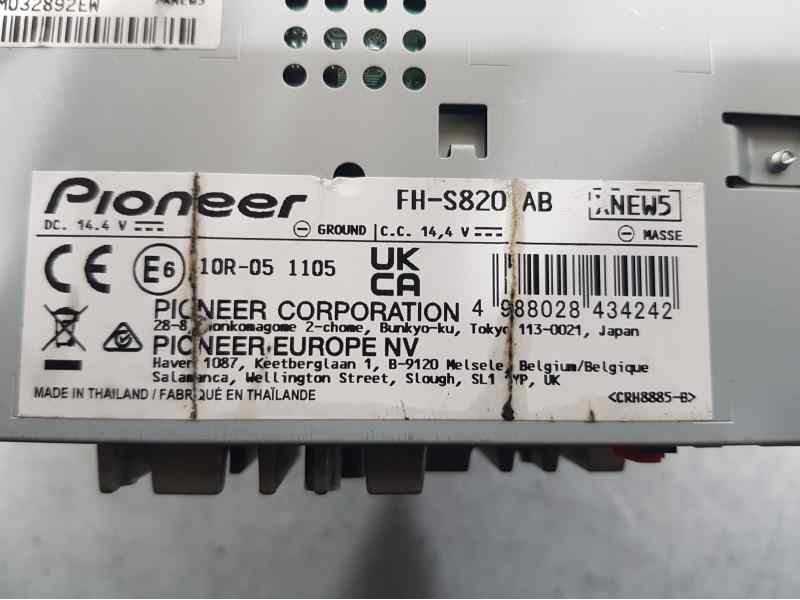 M032892EW
Pioneer FH-S820 AB XNEW5
DC. 14.4 V GROUND C.C. 14,4 V MASSE
CE E6 10R-05 1105 UK CA
4 988028 434242
PIONEER CORPORATION
28-8, Honkomagome 2-chome, Bunkyo-ku, Tokyo 113-0021, Japan
PIONEER EUROPE NV
Haven 1087, Keetberglaan 1, B-9120 Melsele, Belgium/Belgique
Salamanca, Wellington Street, Slough, SL1 YP, UK
MADE IN THAILAND / FABRIQUÉ EN THAÏLANDE <CRH8885-B>